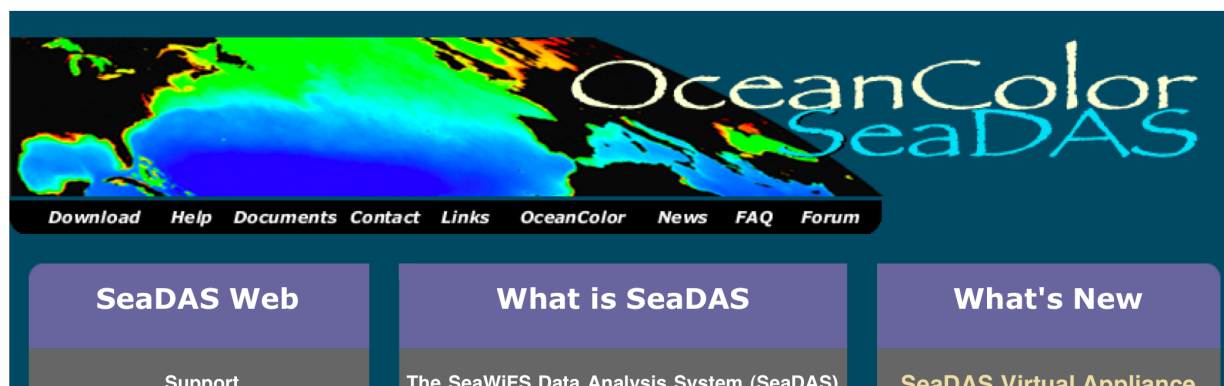 OceanColor
SeaDAS
Download Help Documents Contact Links OceanColor News FAQ Forum
SeaDAS Web
What is SeaDAS
What's New
Support
The SeaWiFS Data Analysis System (SeaDAS)
SeaDAS Virtual Appliance